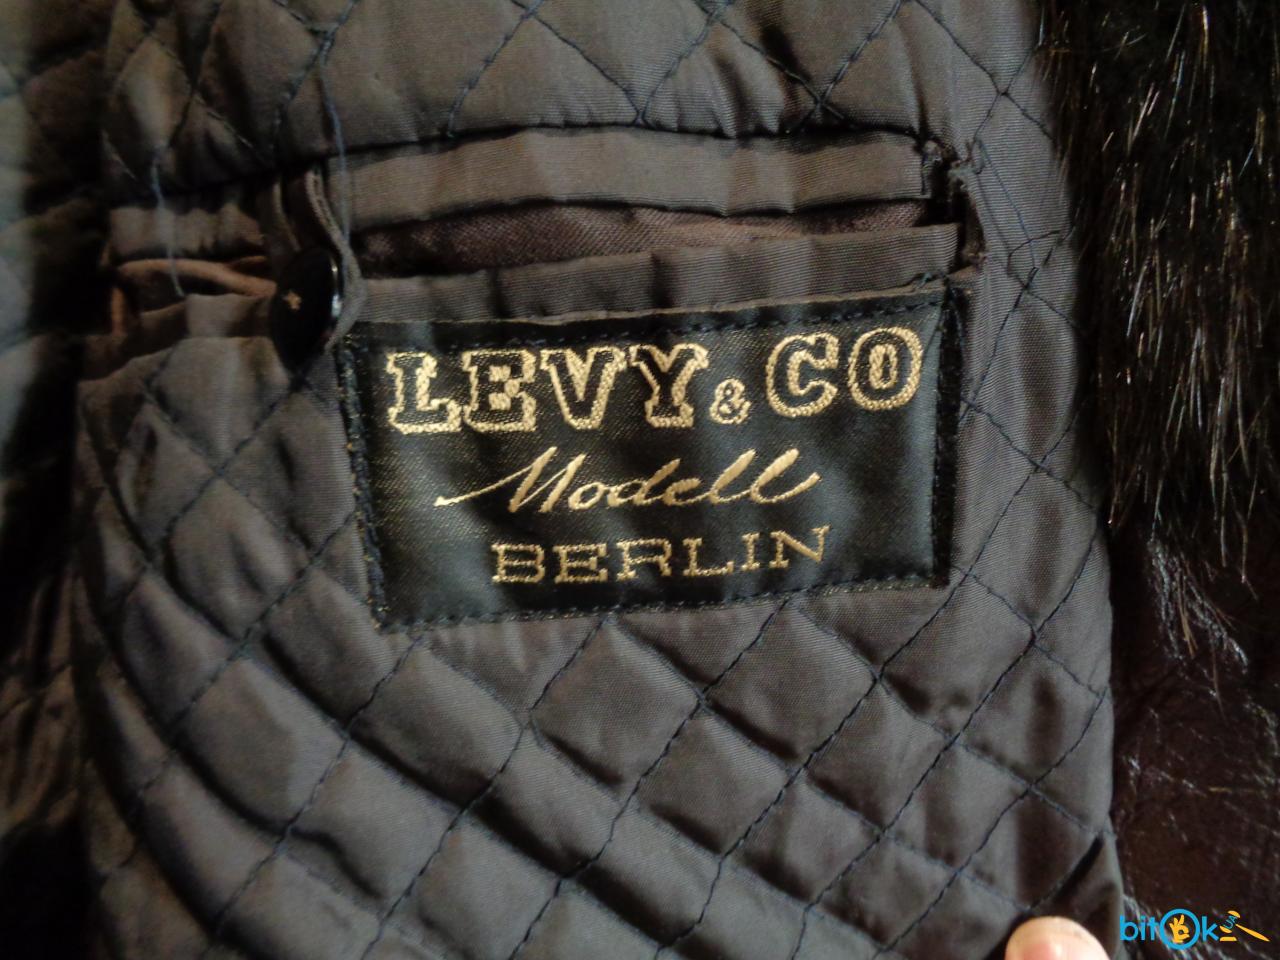 LEVY & CO
Modell
BERLIN
bitOk